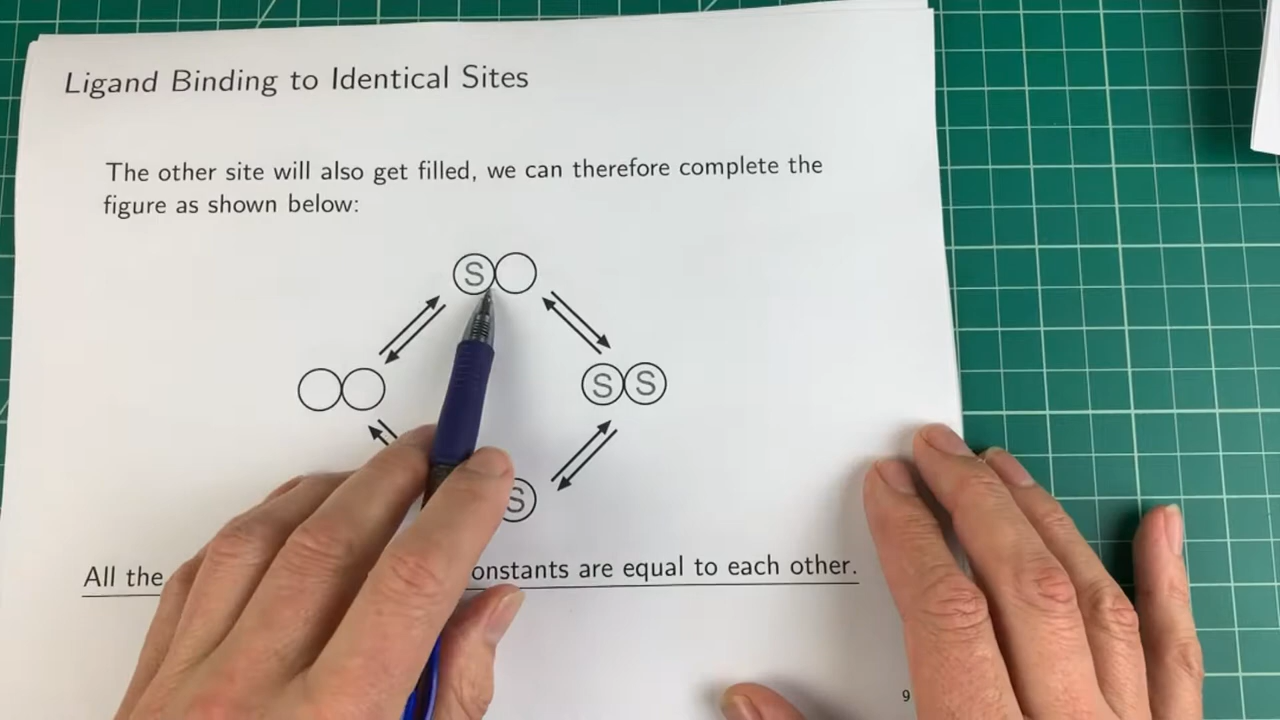 Ligand Binding to Identical Sites
The other site will also get filled, we can therefore complete the
figure as shown below:
S
S S
S
All the onstants are equal to each other.
9